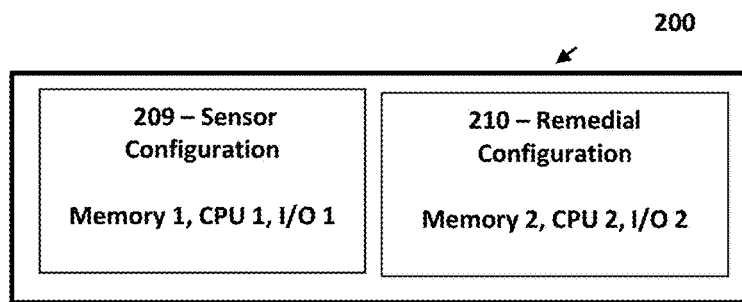 200
209 – Sensor
Configuration
Memory 1, CPU 1, I/O 1
210 – Remedial
Configuration
Memory 2, CPU 2, I/O 2